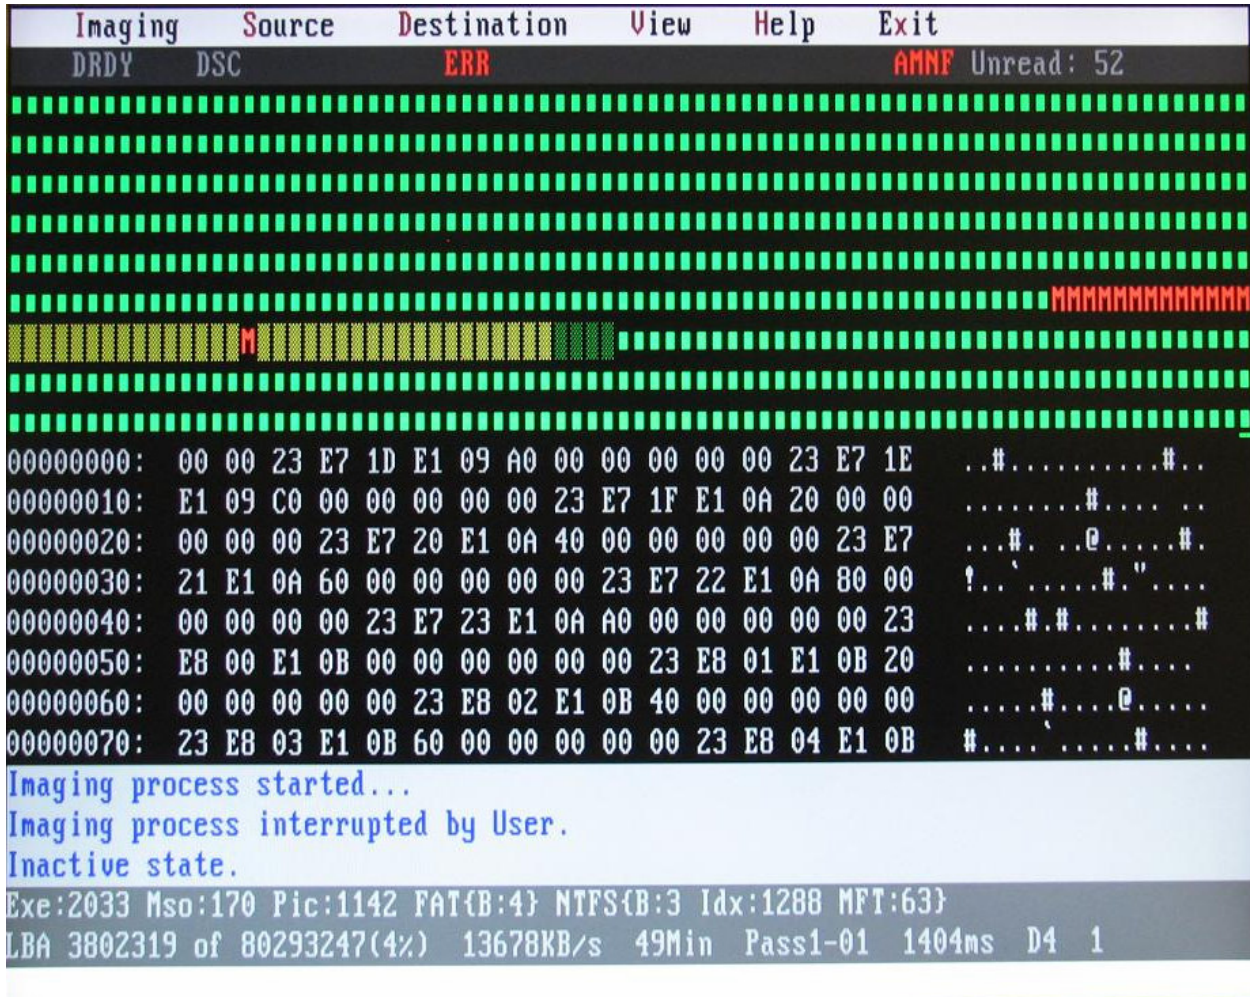 Imaging Source Destination View Help Exit
DRDY DSC ERR AMNF Unread: 52
MMMMMMMMMMMMM
M
00000000: 00 00 23 E7 1D E1 09 A0 00 00 00 00 00 23 E7 1E ..#..........#..
00000010: E1 09 C0 00 00 00 00 00 23 E7 1F E1 0A 20 00 00 ........#.... ..
00000020: 00 00 00 23 E7 20 E1 0A 40 00 00 00 00 00 23 E7 ...#. ..@.....#.
00000030: 21 E1 0A 60 00 00 00 00 00 23 E7 22 E1 0A 80 00 !..`.....#."....
00000040: 00 00 00 00 23 E7 23 E1 0A A0 00 00 00 00 00 23 ....#.#........#
00000050: E8 00 E1 0B 00 00 00 00 00 00 23 E8 01 E1 0B 20 ..........#....
00000060: 00 00 00 00 00 23 E8 02 E1 0B 40 00 00 00 00 00 .....#....@.....
00000070: 23 E8 03 E1 0B 60 00 00 00 00 00 23 E8 04 E1 0B #....`.....#....
Imaging process started...
Imaging process interrupted by User.
Inactive state.
Exe:2033 Mso:170 Pic:1142 FAT{B:4} NTFS{B:3 Idx:1288 MFT:63}
LBA 3802319 of 80293247(4%) 13678KB/s 49Min Pass1-01 1404ms D4 1